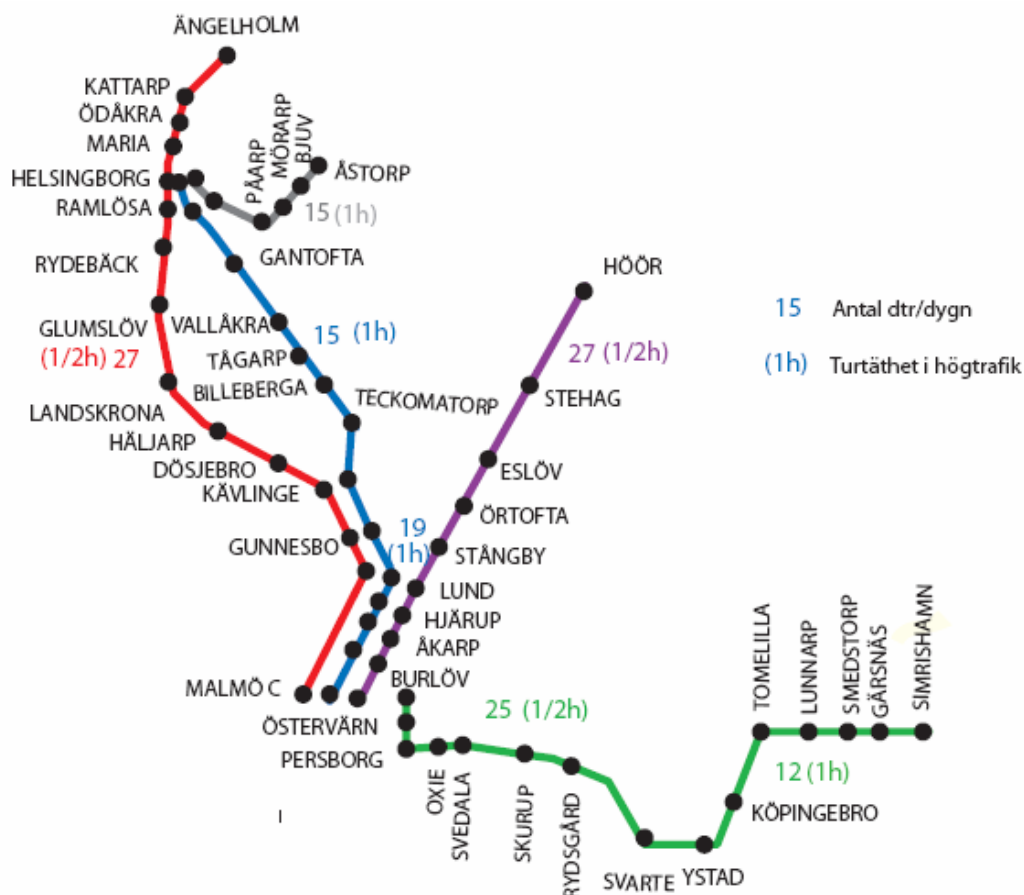 ÄNGELHOLM
KATTARP
ÖDÅKRA
MARIA
HELSINGBORG
RAMLÖSA
RYDEBÄCK
GLUMSLÖV
(1/2h) 27
LANDSKRONA
HÄLJARP
DÖSJEBRO
KÄVLINGE
GUNNESBO
MALMÖ C
PÅARP
MÖRARP
BJUV
ÅSTORP
15 (1h)
GANTOFTA
VALLÅKRA
15 (1h)
TÅGARP
BILLEBERGA
TECKOMATORP
19
(1h)
HÖÖR
27 (1/2h)
STEHAG
ESLÖV
ÖRTOFTA
STÅNGBY
LUND
HJÄRUP
ÅKARP
BURLÖV
15 Antal dtr/dygn
(1h) Turtäthet i högtrafik
ÖSTERVÄRN
PERSBORG
25 (1/2h)
OXIE
SVEDALA
SKURUP
RYDSGÅRD
SVARTE
YSTAD
KÖPINGEBRO
12 (1h)
TOMELILLA
LUNNARP
SMEDSTORP
GÄRSNÄS
SIMRISHAMN